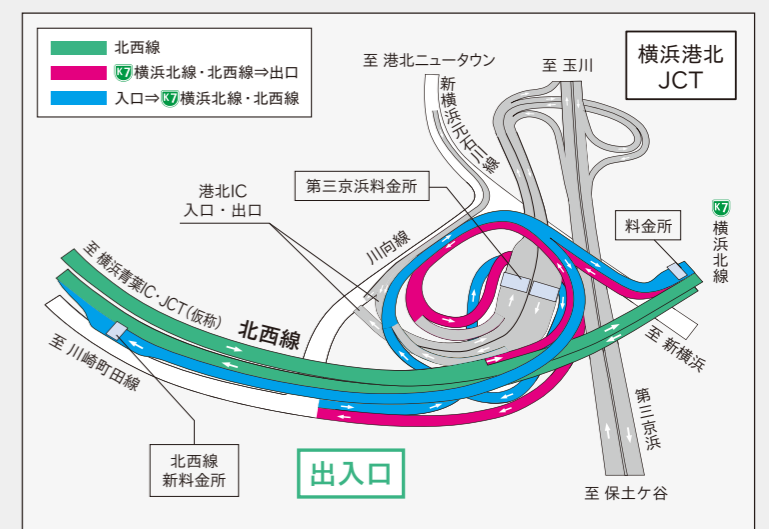 北西線
K7 横浜北線・北西線⇒出口
入口⇒K7 横浜北線・北西線
横浜港北
JCT
至 港北ニュータウン
至 玉川
新横浜元石川線
港北IC
入口・出口
第三京浜料金所
料金所
K7
横浜北線
川向線
至 横浜青葉IC・JCT(仮称)
北西線
至 川崎町田線
至 新横浜
第三京浜
北西線
新料金所
出入口
至 保土ケ谷